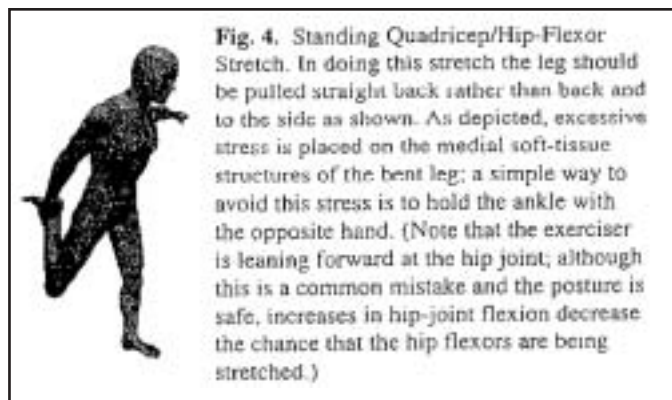 Fig. 4. Standing Quadricep/Hip-Flexor
Stretch. In doing this stretch the leg should
be pulled straight back rather than back and
to the side as shown. As depicted, excessive
stress is placed on the medial soft-tissue
structures of the bent leg; a simple way to
avoid this stress is to hold the ankle with
the opposite hand. (Note that the exerciser
is leaning forward at the hip joint; although
this is a common mistake and the posture is
safe, increases in hip-joint flexion decrease
the chance that the hip flexors are being
stretched.)